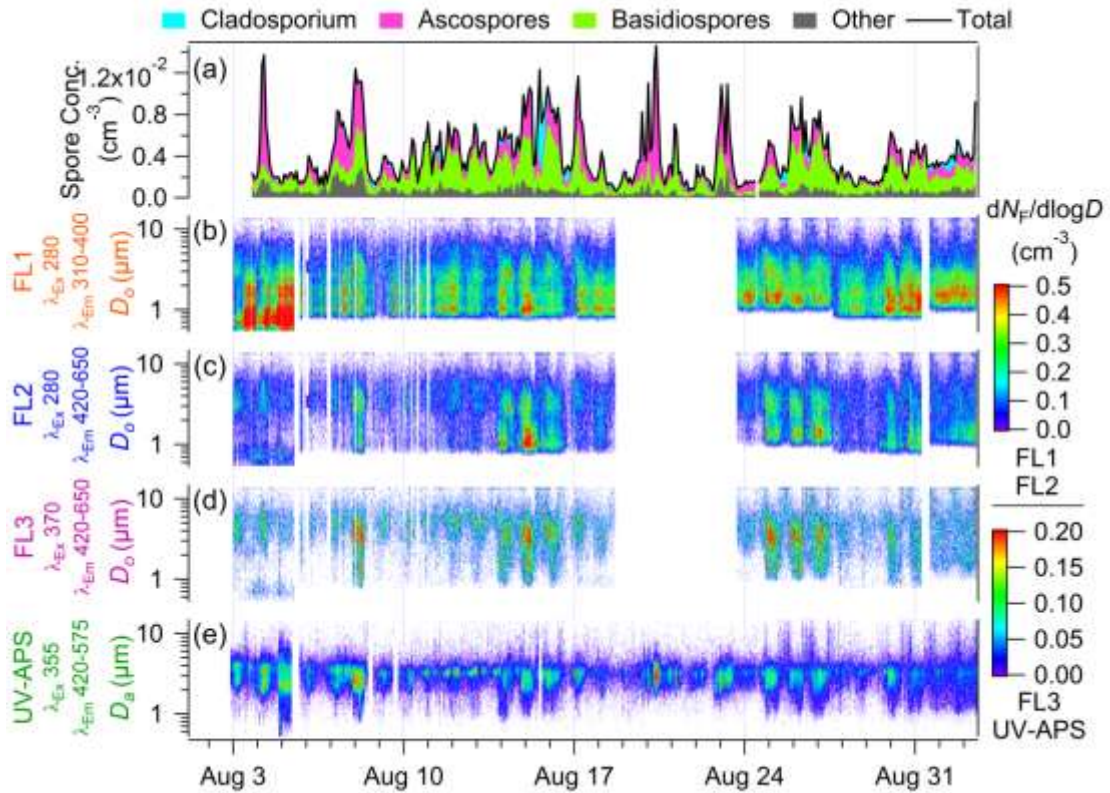 Cladosporium Ascospores Basidiospores Other Total
(a)
Spore Conc.
(cm⁻³)
1.2x10⁻²
0.8
0.4
0.0
(b)
FL1
λEx 280
λEm 310-400
Do (µm)
10
1
(c)
FL2
λEx 280
λEm 420-650
Do (µm)
10
1
(d)
FL3
λEx 370
λEm 420-650
Do (µm)
10
1
(e)
UV-APS
λEx 355
λEm 420-575
Da (µm)
10
1
Aug 3 Aug 10 Aug 17 Aug 24 Aug 31
dNF/dlogD
(cm⁻³)
0.5
0.4
0.3
0.2
0.1
0.0
FL1
FL2
0.20
0.15
0.10
0.05
0.00
FL3
UV-APS